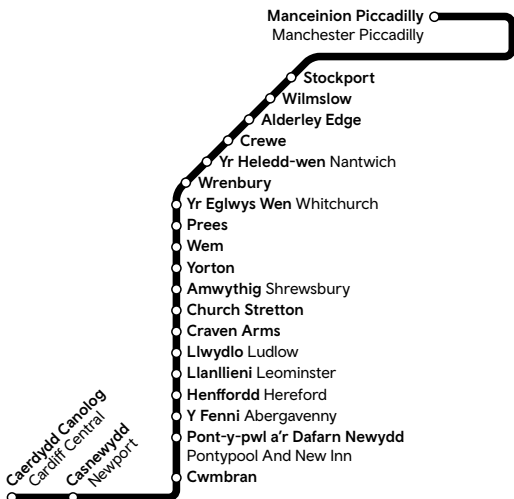 Manceinion Piccadilly
Manchester Piccadilly
Stockport
Wilmslow
Alderley Edge
Crewe
Yr Heledd-wen Nantwich
Wrenbury
Yr Eglwys Wen Whitchurch
Prees
Wem
Yorton
Amwythig Shrewsbury
Church Stretton
Craven Arms
Llwydlo Ludlow
Llanllieni Leominster
Henffordd Hereford
Y Fenni Abergavenny
Pont-y-pwl a'r Dafarn Newydd
Pontypool And New Inn
Cwmbran
Casnewydd
Newport
Caerdydd Canolog
Cardiff Central